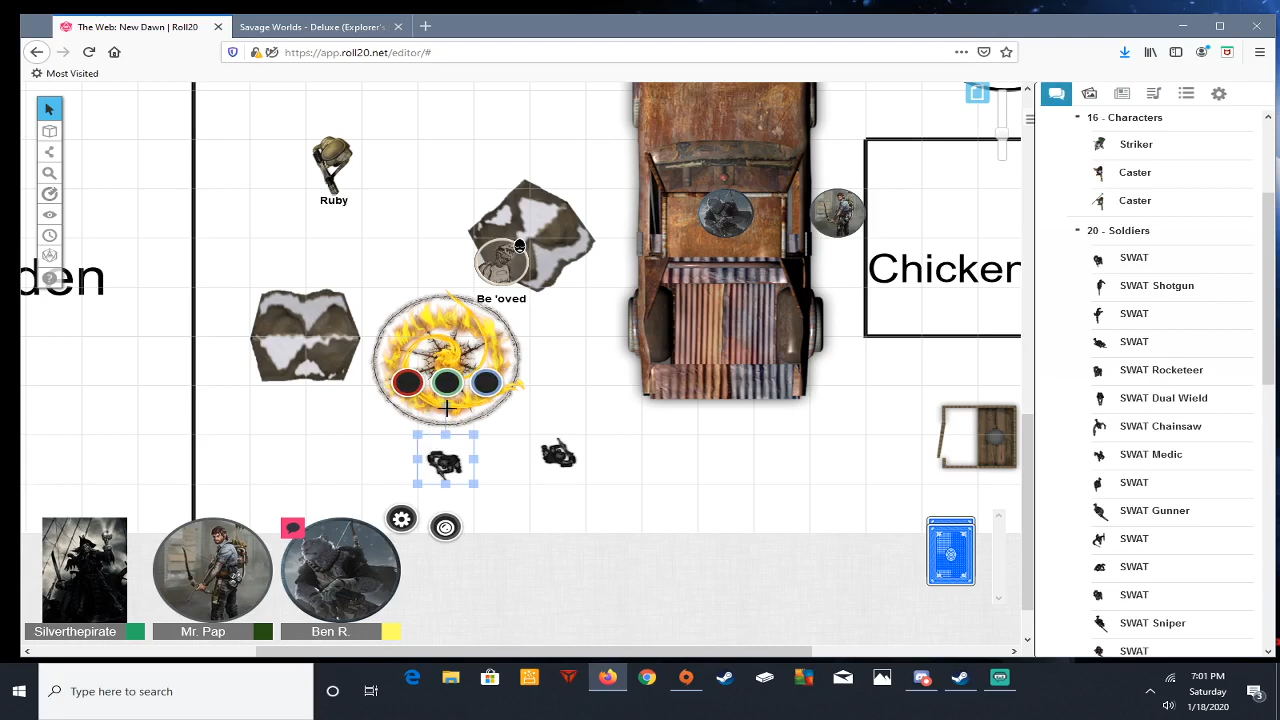 The Web: New Dawn | Roll20
Savage Worlds - Deluxe (Explorer's
https://app.roll20.net/editor/#
Most Visited
Ruby
Be 'oved
den
Chicken
16 - Characters
Striker
Caster
Caster
20 - Soldiers
SWAT
SWAT Shotgun
SWAT
SWAT
SWAT Rocketeer
SWAT Dual Wield
SWAT Chainsaw
SWAT Medic
SWAT
SWAT Gunner
SWAT
SWAT
SWAT
SWAT Sniper
SWAT
Silverthepirate
Mr. Pap
Ben R.
Type here to search
7:01 PM
Saturday
1/18/2020
3